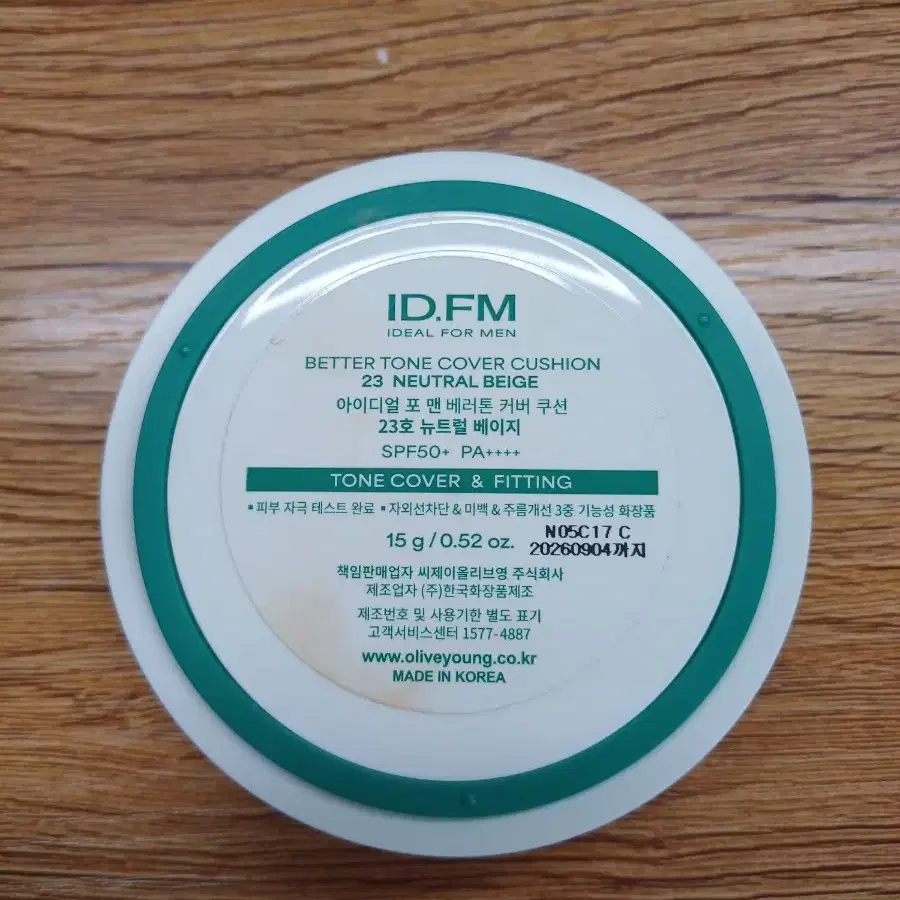 ID.FM
IDEAL FOR MEN
BETTER TONE COVER CUSHION
23 NEUTRAL BEIGE
아이디얼 포 맨 베러톤 커버 쿠션
23호 뉴트럴 베이지
SPF50+ PA++++
TONE COVER & FITTING
▪피부 자극 테스트 완료 ▪자외선차단 & 미백 & 주름개선 3중 기능성 화장품
15 g / 0.52 oz.
N05C17 C
20260904까지
책임판매업자 씨제이올리브영 주식회사
제조업자 (주)한국화장품제조
제조번호 및 사용기한 별도 표기
고객서비스센터 1577-4887
www.oliveyoung.co.kr
MADE IN KOREA